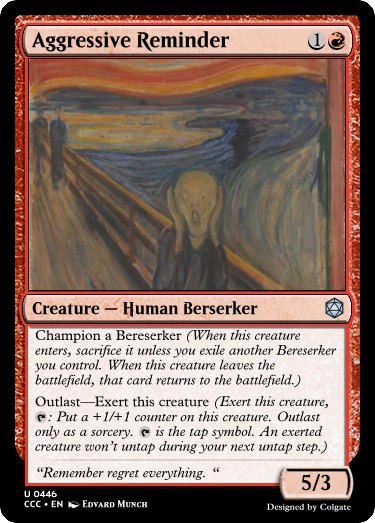 Aggressive Reminder 1
Creature — Human Berserker
Champion a Bereserker (When this creature
enters, sacrifice it unless you exile another Bereserker
you control. When this creature leaves the
battlefield, that card returns to the battlefield.)
Outlast—Exert this creature (Exert this creature,
: Put a +1/+1 counter on this creature. Outlast
only as a sorcery. is the tap symbol. An exerted
creature won't untap during your next untap step.)
“Remember regret everything. “
5/3
U 0446
CCC • EN Edvard Munch
Designed by Colgate